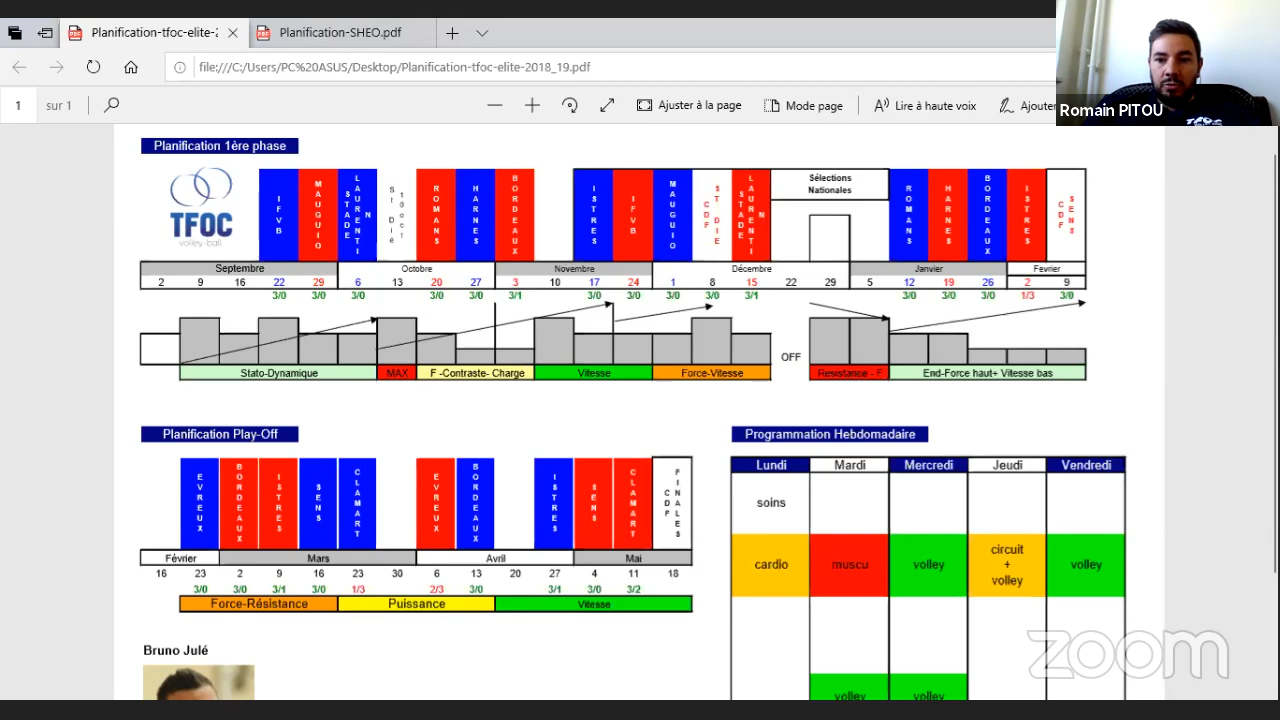 Planification-tfoc-elite-2
Planification-SHEO.pdf
file:///C:/Users/PC%20ASUS/Desktop/Planification-tfoc-elite-2018_19.pdf
1 sur 1
Ajuster à la page
Mode page
Lire à haute voix
Ajouter
Romain PITOU
Planification 1ère phase
TFOC
volley-ball
IFVB
MAUGUIO
STADE LAURENTIN
St Dié 10oct
ROMANS
HARNES
BORDEAUX
ISTRES
IFVB
MAUGUIO
CDF ST DIE
STADE LAURENTIN
Sélections Nationales
ROMANS
HARNES
BORDEAUX
ISTRES
CDF SENS
Septembre Octobre Novembre Décembre Janvier Fevrier
2 9 16 22 29 6 13 20 27 3 10 17 24 1 8 15 22 29 5 12 19 26 2 9
3/0 3/0 3/0 3/0 3/0 3/1 3/0 3/0 3/0 3/0 3/1 3/0 3/0 3/0 1/3 3/0
OFF
Stato-Dynamique MAX F -Contraste- Charge Vitesse Force-Vitesse Resistance - F End-Force haut+ Vitesse bas
Planification Play-Off
EVREUX
BORDEAUX
ISTRES
SENS
CLAMART
EVREUX
BORDEAUX
ISTRES
SENS
CLAMART
CDF FINALES
Février Mars Avril Mai
16 23 2 9 16 23 30 6 13 20 27 4 11 18
3/0 3/0 3/1 3/0 1/3 2/3 3/0 3/1 3/0 3/2
Force-Résistance Puissance Vitesse
Bruno Julé
Programmation Hebdomadaire
Lundi Mardi Mercredi Jeudi Vendredi
soins
cardio muscu volley circuit + volley volley
volley volley
zoom